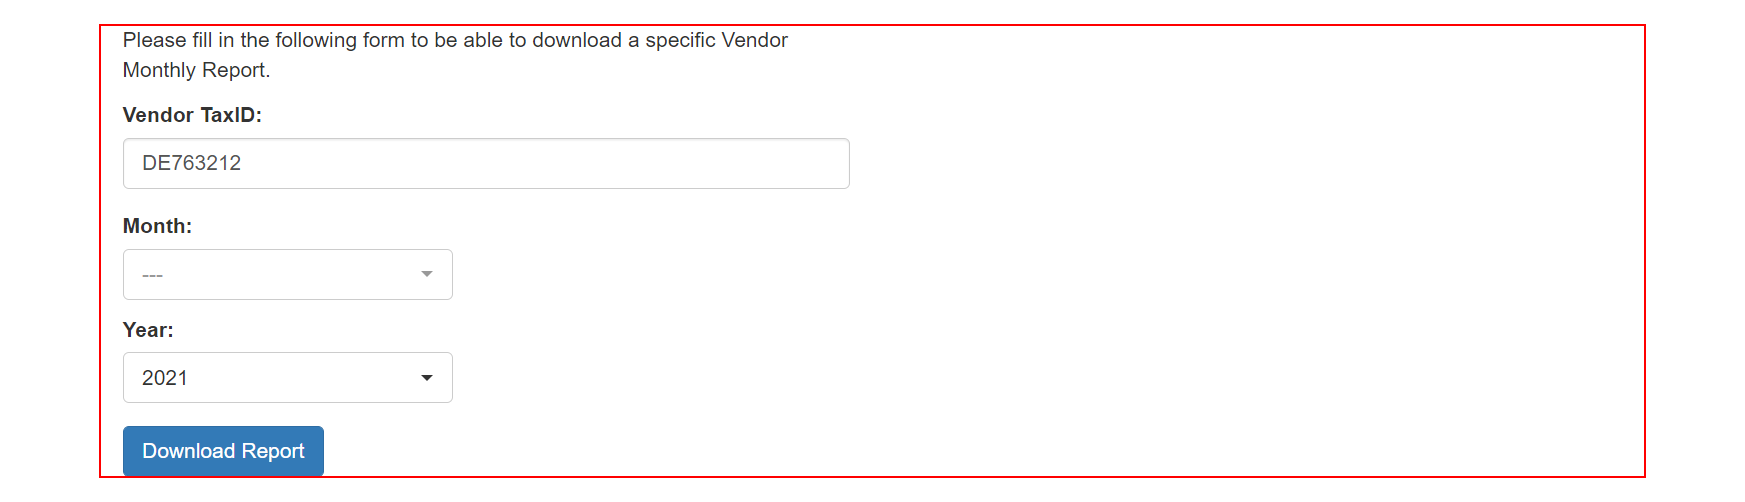 Please fill in the following form to be able to download a specific Vendor
Monthly Report.
Vendor TaxID:
DE763212
Month:
---
Year:
2021
Download Report